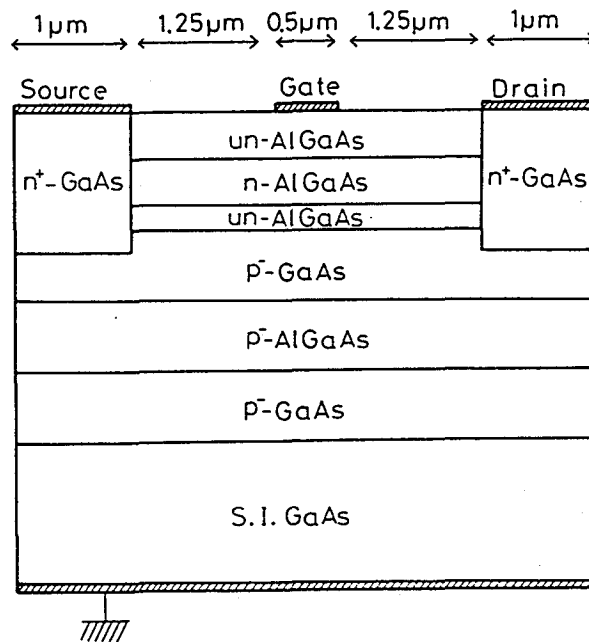 1μm 1.25μm 0.5μm 1.25μm 1μm
Source Gate Drain
un-AlGaAs
n⁺-GaAs n-AlGaAs n⁺-GaAs
un-AlGaAs
p⁻-GaAs
p⁻-AlGaAs
p⁻-GaAs
S.I. GaAs